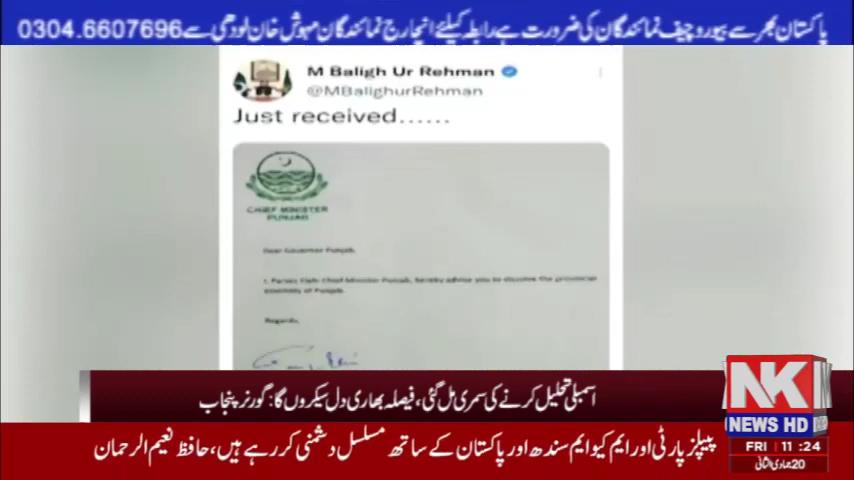 پاکستان بھر سے بیورو چیف نمائندگان کی ضرورت ہے رابطہ کیلئے انچارج نمائندگان مہوش خان لودھی سے 0304.6607696
M Baligh Ur Rehman
@MBalighurRehman
Just received......
CHIEF MINISTER
PUNJAB
Dear Governor Punjab,
I, Parvez Elahi Chief Minister Punjab, hereby advise you to dissolve the provincial
assembly of Punjab.
Regards,
اسمبلی تحلیل کرنے کی سمری مل گئی، فیصلہ بھاری دل سیکروں گا: گورنر پنجاب
NK
NEWS HD
پیپلز پارٹی اور ایم کیو ایم سندھ اور پاکستان کے ساتھ مسلسل دشمنی کر رہے ہیں، حافظ نعیم الرحمان
FRI 11:24
20 جمادی الثانی